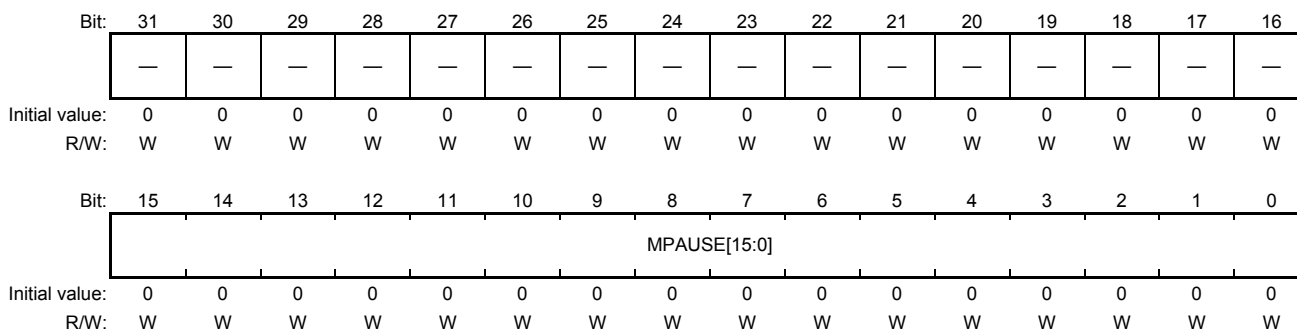 Bit: 31 30 29 28 27 26 25 24 23 22 21 20 19 18 17 16
— — — — — — — — — — — — — — — —
Initial value: 0 0 0 0 0 0 0 0 0 0 0 0 0 0 0 0
R/W: W W W W W W W W W W W W W W W W
Bit: 15 14 13 12 11 10 9 8 7 6 5 4 3 2 1 0
MPAUSE[15:0]
Initial value: 0 0 0 0 0 0 0 0 0 0 0 0 0 0 0 0
R/W: W W W W W W W W W W W W W W W W